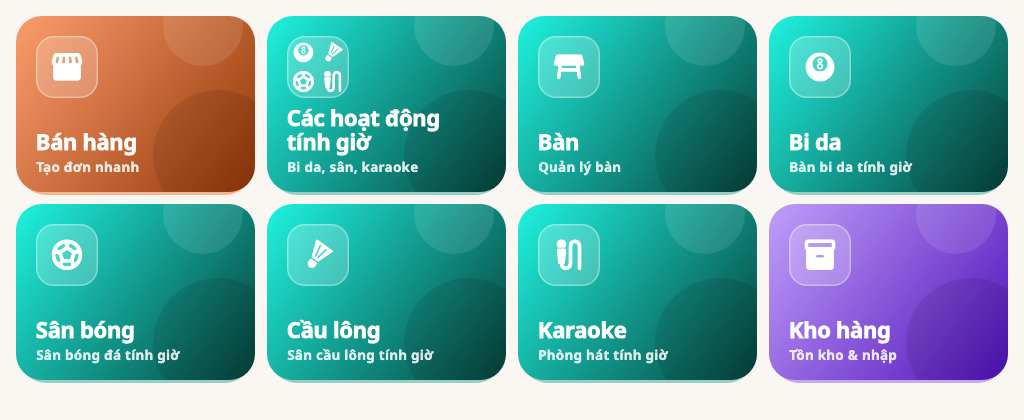 Bán hàng
Tạo đơn nhanh
8
Các hoạt động
tính giờ
Bi da, sân, karaoke
Bàn
Quản lý bàn
8
Bi da
Bàn bi da tính giờ
Sân bóng
Sân bóng đá tính giờ
Cầu lông
Sân cầu lông tính giờ
Karaoke
Phòng hát tính giờ
Kho hàng
Tồn kho & nhập